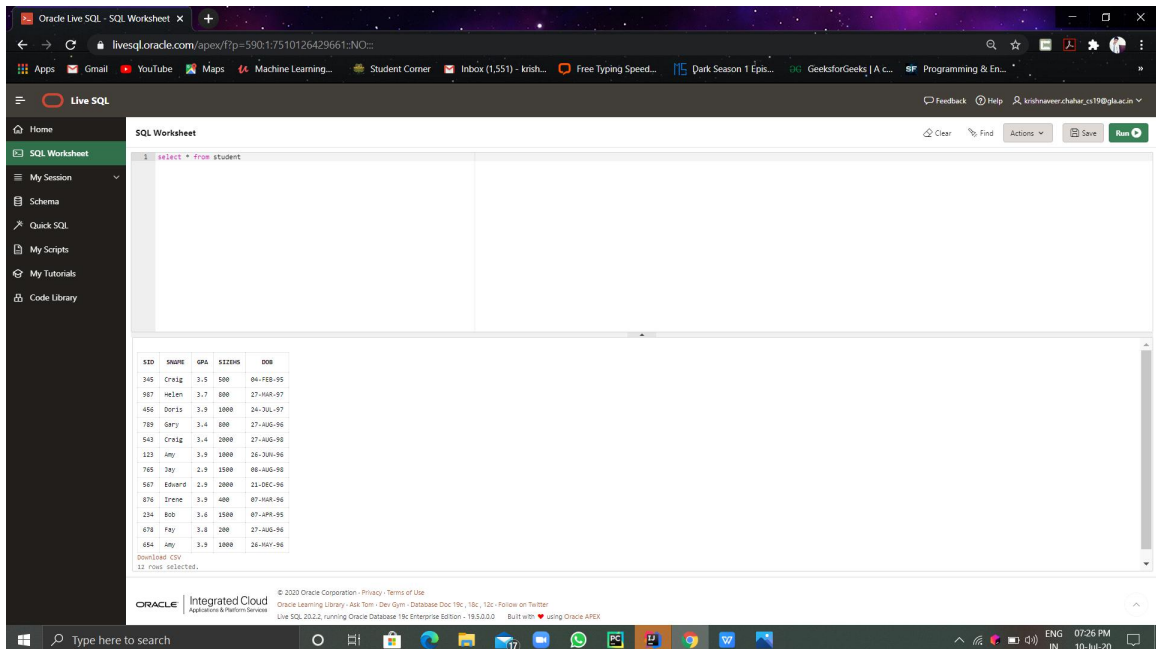 Oracle Live SQL - SQL Worksheet
livesql.oracle.com/apex/f?p=590:1:7510126429661::NO:::
Apps Gmail YouTube Maps Machine Learning... Student Corner Inbox (1,551) - krish... Free Typing Speed... Dark Season 1 Epis... GeeksforGeeks | A c... SF Programming & En... »
Live SQL Feedback Help krishnaveer.chahar_cs19@gla.ac.in
Home
SQL Worksheet
My Session
Schema
Quick SQL
My Scripts
My Tutorials
Code Library
SQL Worksheet Clear Find Actions Save Run
1 select * from student
SID SNAME GPA SIZEHS DOB
345 Craig 3.5 500 04-FEB-95
987 Helen 3.7 800 27-MAR-97
456 Doris 3.9 1000 24-JUL-97
789 Gary 3.4 800 27-AUG-96
543 Craig 3.4 2000 27-AUG-98
123 Amy 3.9 1000 26-JUN-96
765 Jay 2.9 1500 08-AUG-98
567 Edward 2.9 2000 21-DEC-96
876 Irene 3.9 400 07-MAR-96
234 Bob 3.6 1500 07-APR-95
678 Fay 3.8 200 27-AUG-96
654 Amy 3.9 1000 26-MAY-96
Download CSV
12 rows selected.
ORACLE Integrated Cloud
Applications & Platform Services
© 2020 Oracle Corporation - Privacy - Terms of Use
Oracle Learning Library - Ask Tom - Dev Gym - Database Doc 19c, 18c, 12c - Follow on Twitter
Live SQL 20.2.2, running Oracle Database 19c Enterprise Edition - 19.5.0.0.0 Built with ❤ using Oracle APEX
Type here to search
17
PC
IJ
W
ENG
IN
07:26 PM
10-Jul-20